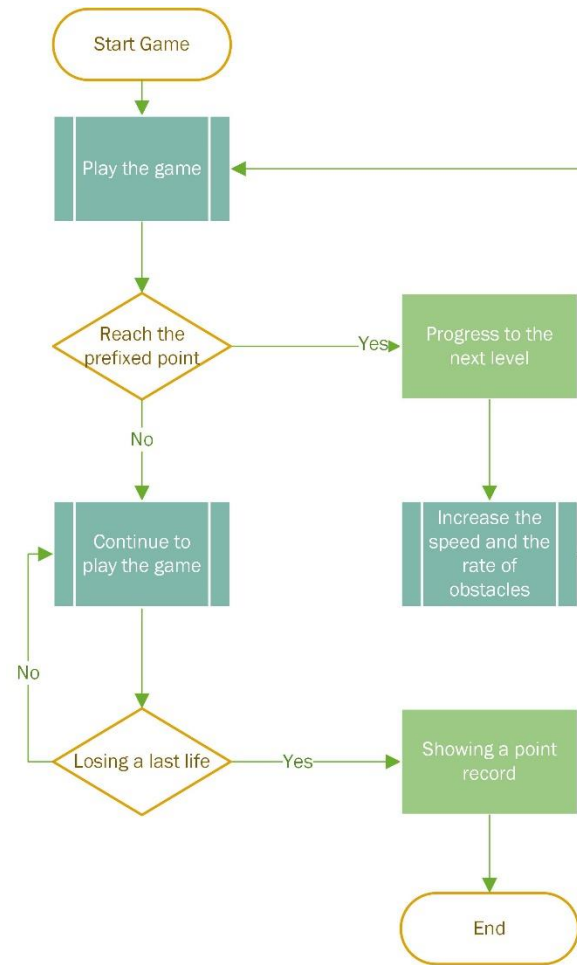 Start Game
Play the game
Reach the
prefixed point
Yes
Progress to the
next level
No
Continue to
play the game
Increase the
speed and the
rate of
obstacles
No
Losing a last life
Yes
Showing a point
record
End